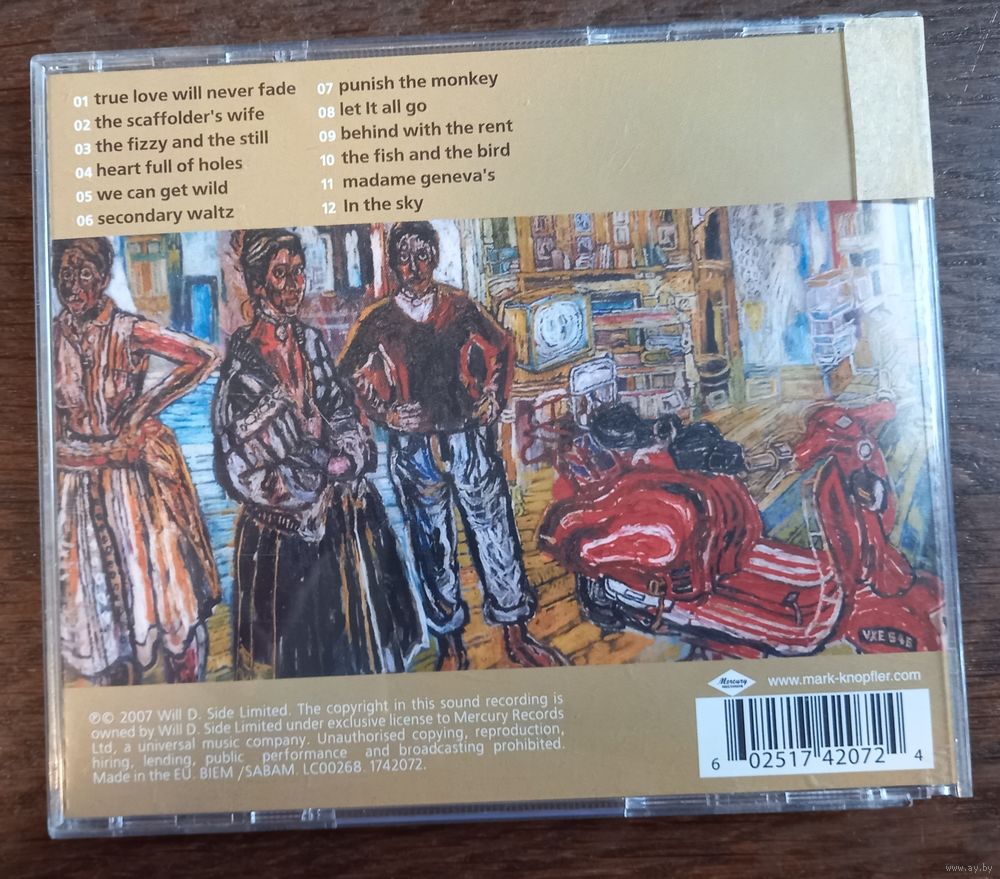 01 true love will never fade
02 the scaffolder's wife
03 the fizzy and the still
04 heart full of holes
05 we can get wild
06 secondary waltz
07 punish the monkey
08 let It all go
09 behind with the rent
10 the fish and the bird
11 madame geneva's
12 In the sky
VXE 54E
Mercury
www.mark-knopfler.com
℗© 2007 Will D. Side Limited. The copyright in this sound recording is
owned by Will D. Side Limited under exclusive license to Mercury Records
Ltd, a universal music company. Unauthorised copying, reproduction,
hiring, lending, public performance and broadcasting prohibited.
Made in the EU. BIEM /SABAM. LC00268. 1742072.
6 02517 42072 4
www.ay.by